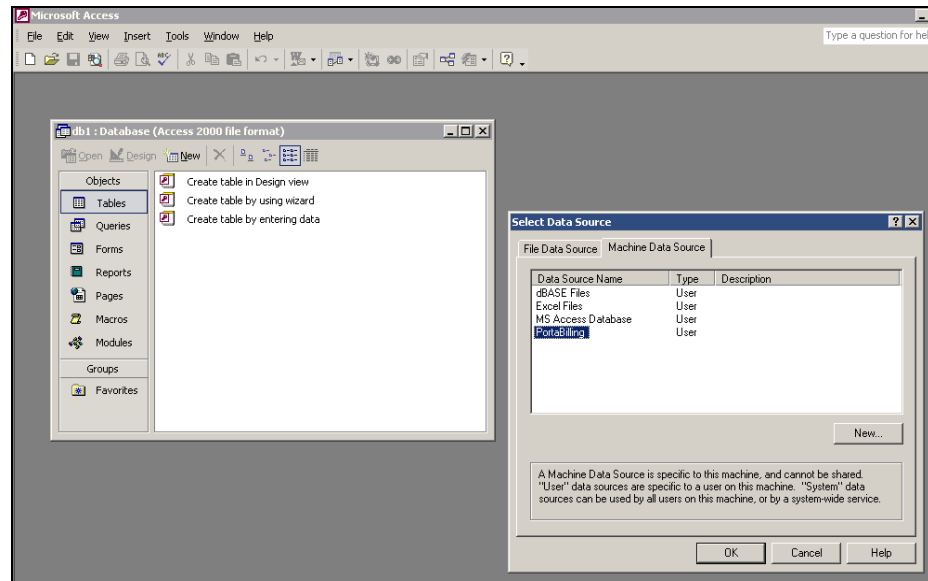 Microsoft Access
File Edit View Insert Tools Window Help
Type a question for hel
db1 : Database (Access 2000 file format)
Open Design New
Objects
Tables
Queries
Forms
Reports
Pages
Macros
Modules
Groups
Favorites
Create table in Design view
Create table by using wizard
Create table by entering data
Select Data Source
File Data Source Machine Data Source
Data Source Name Type Description
dBASE Files User
Excel Files User
MS Access Database User
PortaBilling User
New...
A Machine Data Source is specific to this machine, and cannot be shared.
"User" data sources are specific to a user on this machine. "System" data
sources can be used by all users on this machine, or by a system-wide service.
OK Cancel Help